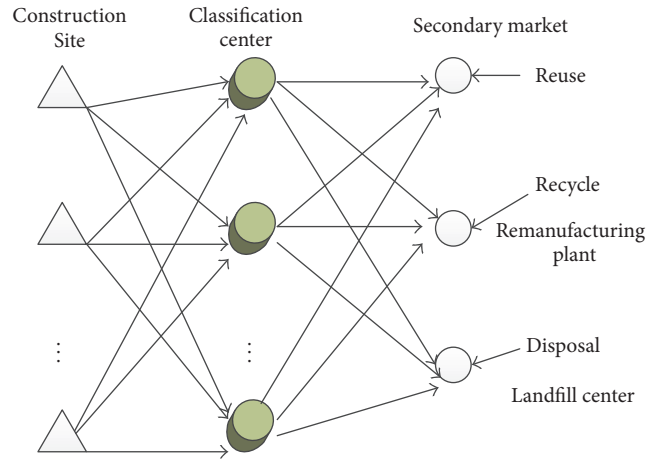 Construction
Site
Classification
center
Secondary market
Reuse
Recycle
Remanufacturing
plant
Disposal
Landfill center